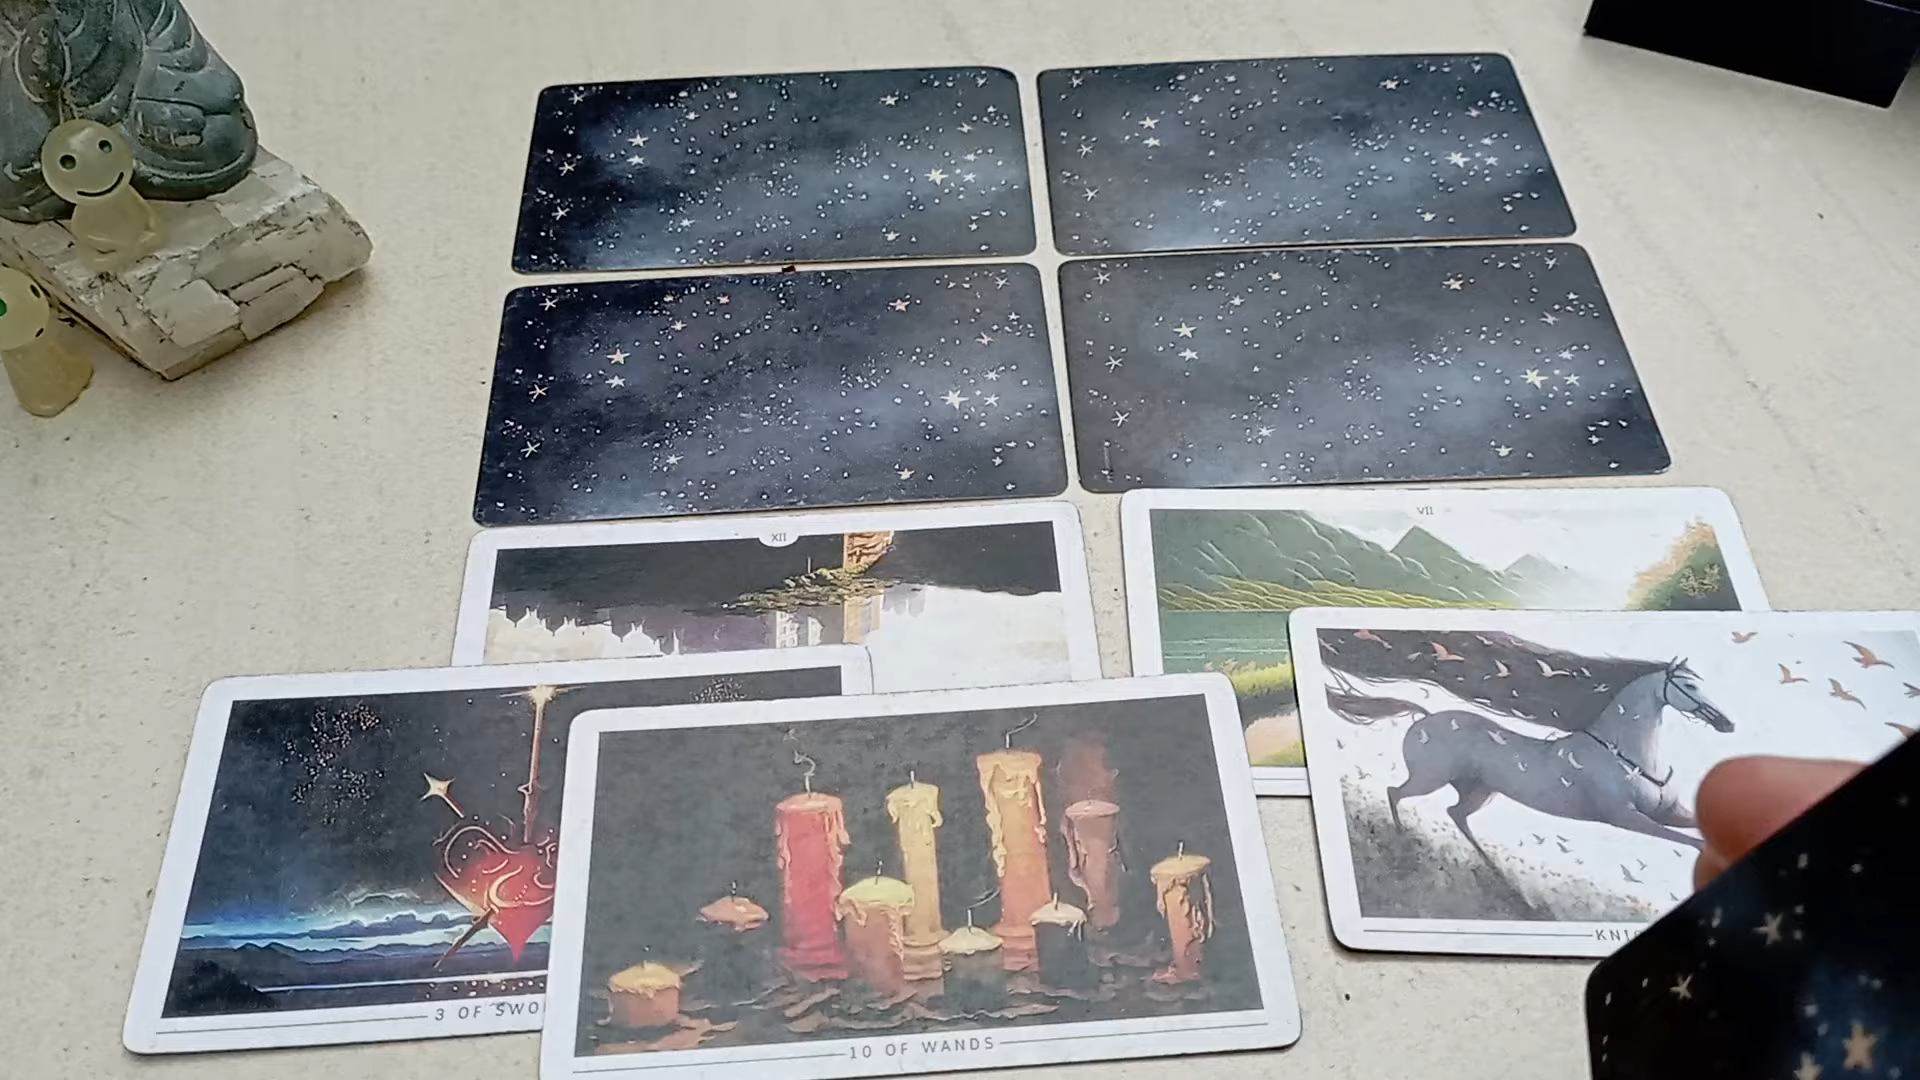 XII
VII
3 OF SWO
10 OF WANDS
KNI